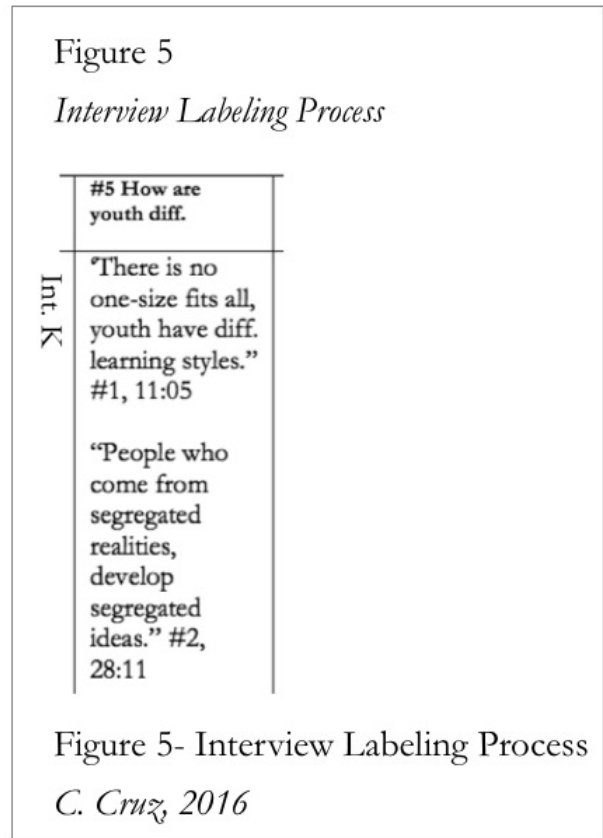 Figure 5
Interview Labeling Process
#5 How are
youth diff.
Int. K
"There is no
one-size fits all,
youth have diff.
learning styles.”
#1, 11:05
“People who
come from
segregated
realities,
develop
segregated
ideas.” #2,
28:11
Figure 5- Interview Labeling Process
C. Cruz, 2016